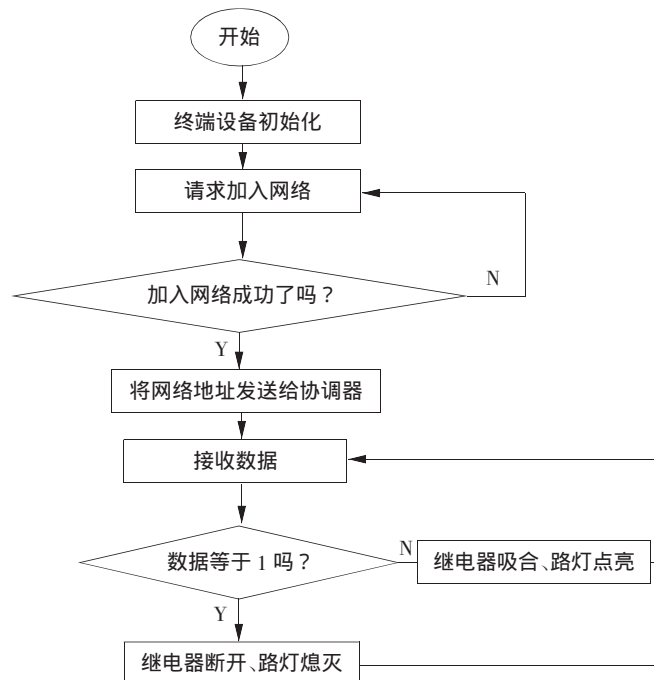 开始
终端设备初始化
请求加入网络
加入网络成功了吗?
N
Y
将网络地址发送给协调器
接收数据
数据等于 1 吗?
N
继电器吸合、路灯点亮
Y
继电器断开、路灯熄灭